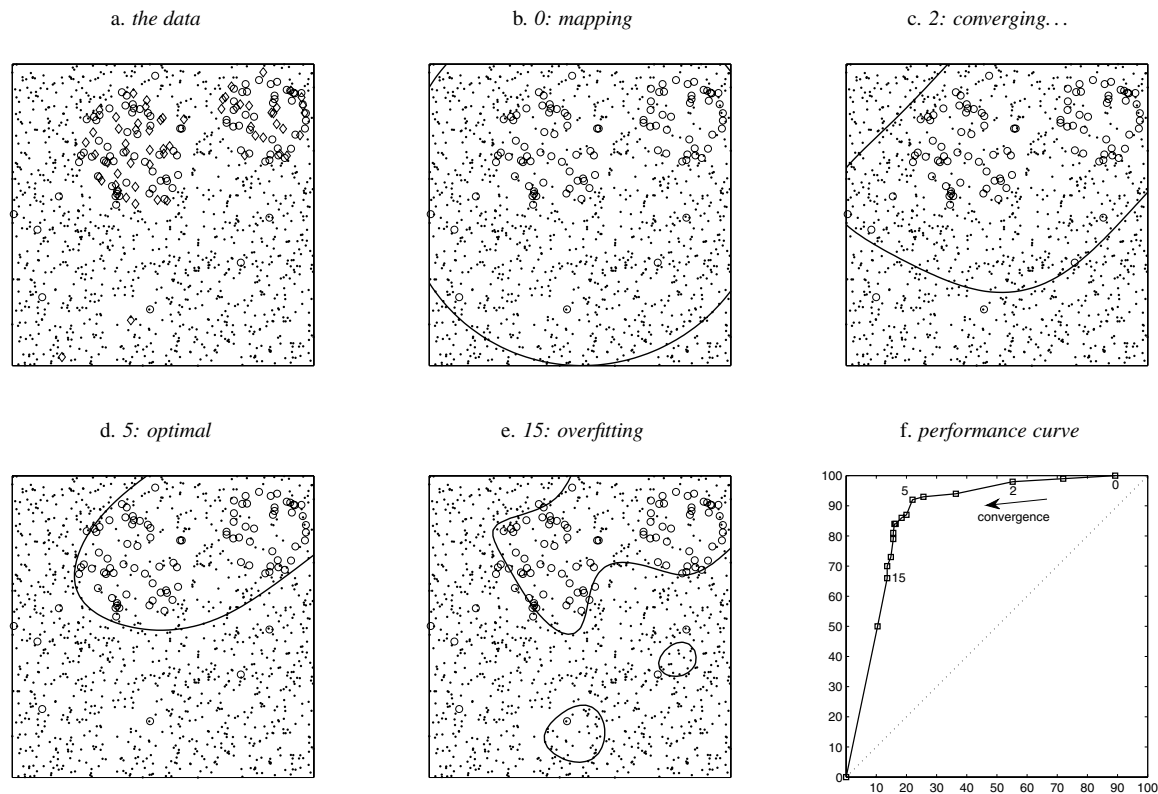 a. the data
b. 0: mapping
c. 2: converging...
d. 5: optimal
e. 15: overfitting
f. performance curve
100
90
80
70
60
50
40
30
20
10
0
5
2
0
convergence
15
10 20 30 40 50 60 70 80 90 100